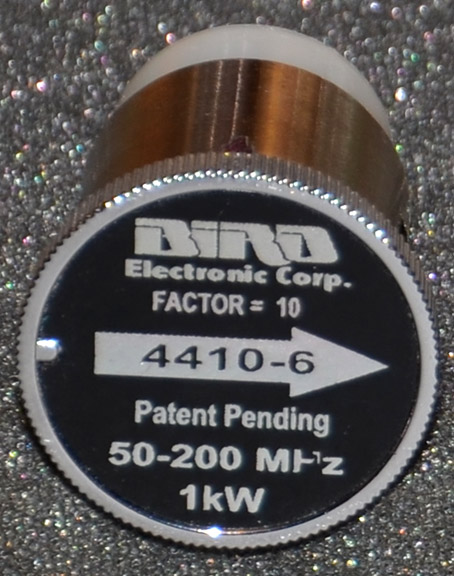 BIRD
Electronic Corp.
FACTOR = 10
4410-6
Patent Pending
50-200 MHz
1kW